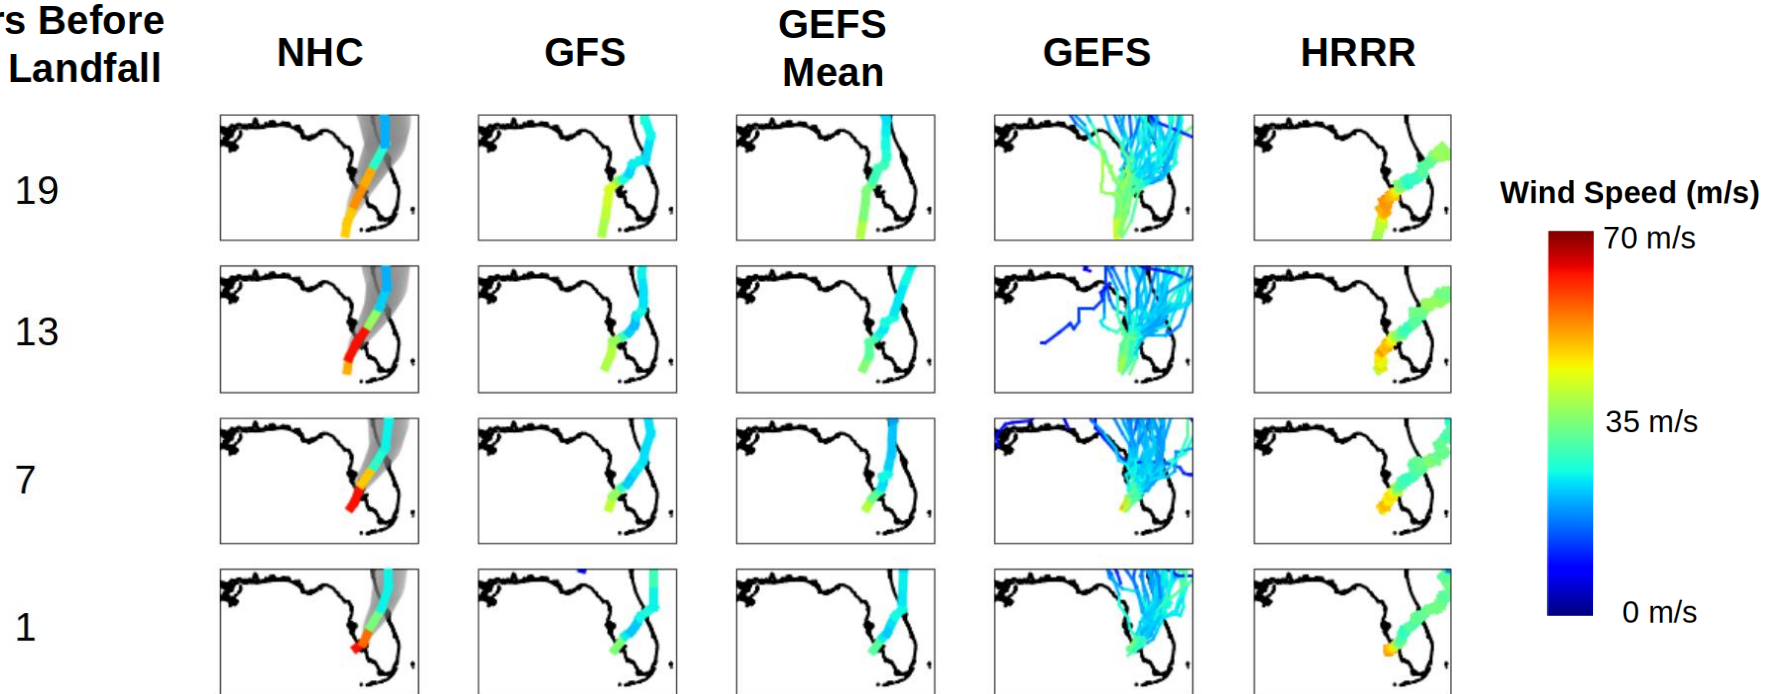 rs Before
Landfall
NHC
GFS
GEFS
Mean
GEFS
HRRR
19
13
7
1
Wind Speed (m/s)
70 m/s
35 m/s
0 m/s